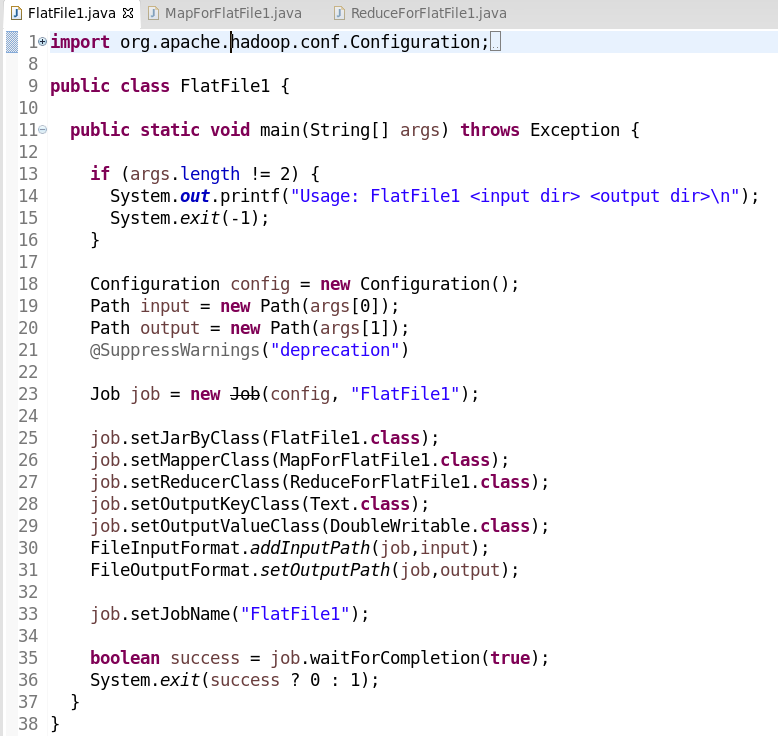 FlatFile1.java MapForFlatFile1.java ReduceForFlatFile1.java
1 import org.apache.hadoop.conf.Configuration;
8
9 public class FlatFile1 {
10
11 public static void main(String[] args) throws Exception {
12
13 if (args.length != 2) {
14 System.out.printf("Usage: FlatFile1 <input dir> <output dir>\n");
15 System.exit(-1);
16 }
17
18 Configuration config = new Configuration();
19 Path input = new Path(args[0]);
20 Path output = new Path(args[1]);
21 @SuppressWarnings("deprecation")
22
23 Job job = new Job(config, "FlatFile1");
24
25 job.setJarByClass(FlatFile1.class);
26 job.setMapperClass(MapForFlatFile1.class);
27 job.setReducerClass(ReduceForFlatFile1.class);
28 job.setOutputKeyClass(Text.class);
29 job.setOutputValueClass(DoubleWritable.class);
30 FileInputFormat.addInputPath(job,input);
31 FileOutputFormat.setOutputPath(job,output);
32
33 job.setJobName("FlatFile1");
34
35 boolean success = job.waitForCompletion(true);
36 System.exit(success ? 0 : 1);
37 }
38 }